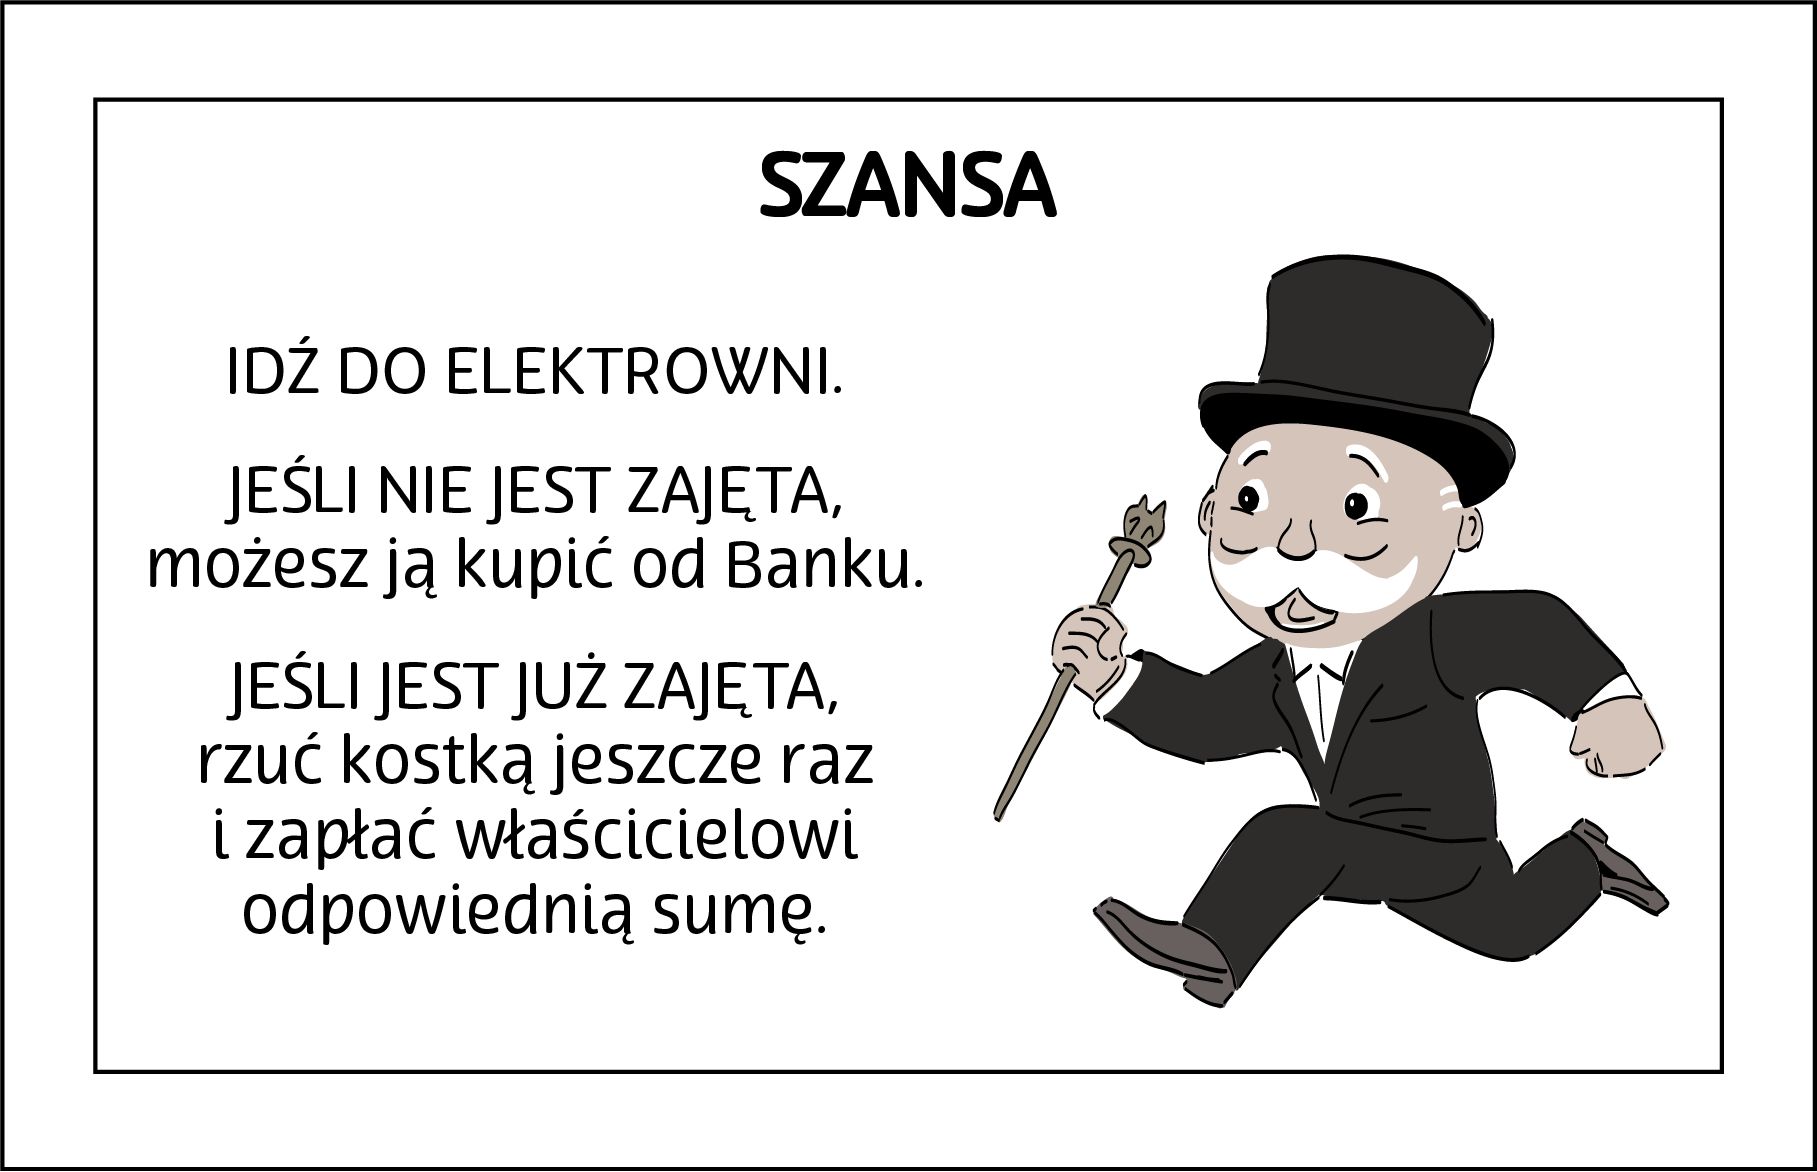 SZANSA
IDŹ DO ELEKTROWNI.
JEŚLI NIE JEST ZAJĘTA,
możesz ją kupić od Banku.
JEŚLI JEST JUŻ ZAJĘTA,
rzuć kostką jeszcze raz
i zapłać właścicielowi
odpowiednią sumę.